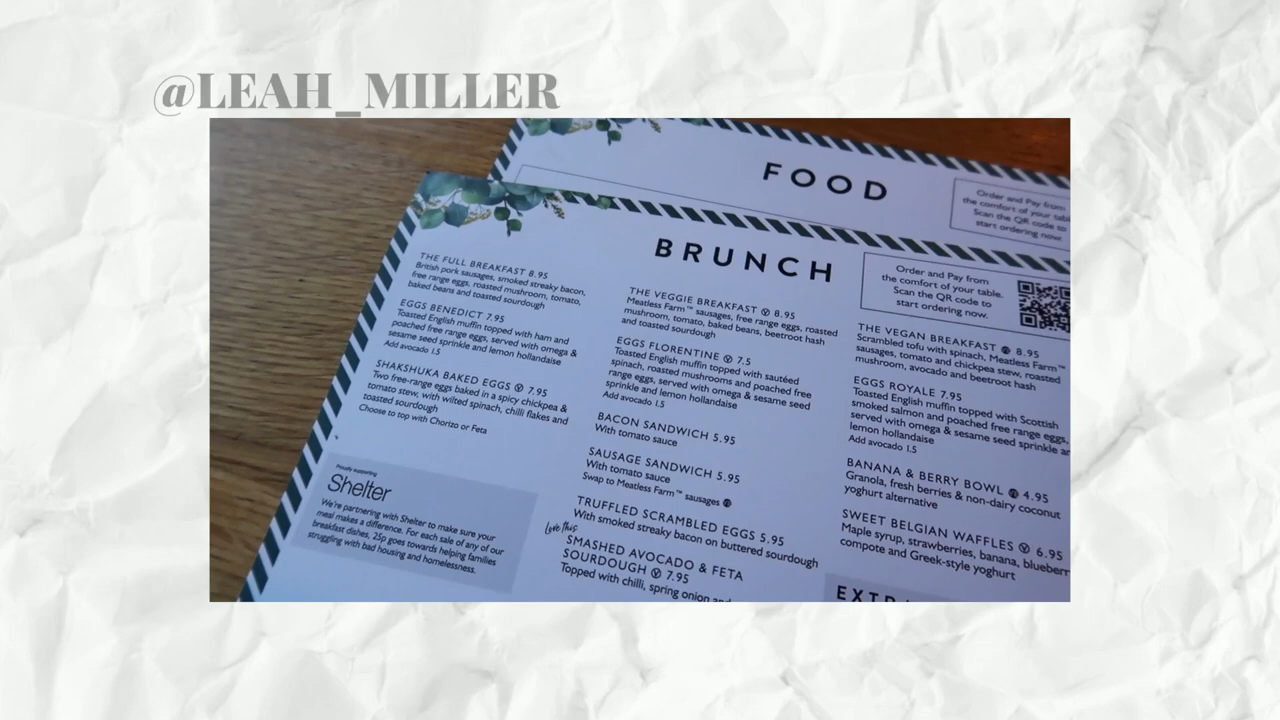 @LEAH_MILLER
FOOD
Order and Pay from
the comfort of your
Scan the QR code to
start ordering now.
BRUNCH
Order and Pay from
the comfort of your table.
Scan the QR code to
start ordering now.
THE FULL BREAKFAST 8.95
British pork sausages, smoked streaky bacon,
free range eggs, roasted mushroom, tomato,
baked beans and toasted sourdough
EGGS BENEDICT 7.95
Toasted English muffin topped with ham and
poached free range eggs, served with omega &
sesame seed sprinkle and lemon hollandaise
Add avocado 1.5
SHAKSHUKA BAKED EGGS Ⓥ 7.95
Two free-range eggs baked in a spicy chickpea &
tomato stew, with wilted spinach, chilli flakes and
toasted sourdough
Choose to top with Chorizo or Feta
Proudly supporting
Shelter
We're partnering with Shelter to make sure your
meal makes a difference. For each sale of any of our
breakfast dishes, 25p goes towards helping families
struggling with bad housing and homelessness.
THE VEGGIE BREAKFAST Ⓥ 8.95
Meatless Farm™ sausages, free range eggs, roasted
mushroom, tomato, baked beans, beetroot hash
and toasted sourdough
EGGS FLORENTINE Ⓥ 7.5
Toasted English muffin topped with sautéed
spinach, roasted mushrooms and poached free
range eggs, served with omega & sesame seed
sprinkle and lemon hollandaise
Add avocado 1.5
BACON SANDWICH 5.95
With tomato sauce
SAUSAGE SANDWICH 5.95
With tomato sauce
Swap to Meatless Farm™ sausages
TRUFFLED SCRAMBLED EGGS 5.95
With smoked streaky bacon on buttered sourdough
Love this
SMASHED AVOCADO & FETA
SOURDOUGH Ⓥ 7.95
Topped with chilli, spring onion and
THE VEGAN BREAKFAST 8.95
Scrambled tofu with spinach, Meatless Farm™
sausages, tomato and chickpea stew, roasted
mushroom, avocado and beetroot hash
EGGS ROYALE 7.95
Toasted English muffin topped with Scottish
smoked salmon and poached free range eggs,
served with omega & sesame seed sprinkle
lemon hollandaise
Add avocado 1.5
BANANA & BERRY BOWL 4.95
Granola, fresh berries & non-dairy coconut
yoghurt alternative
SWEET BELGIAN WAFFLES Ⓥ 6.95
Maple syrup, strawberries, banana,
compote and Greek-style yoghurt